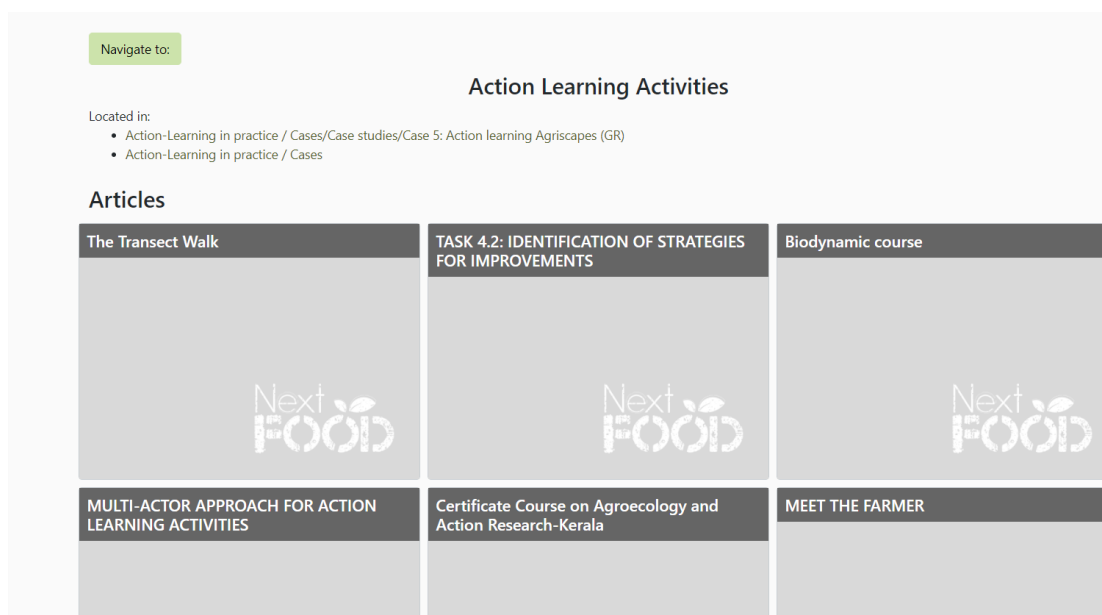 Navigate to:
Action Learning Activities
Located in:
Action-Learning in practice / Cases/Case studies/Case 5: Action learning Agriscapes (GR)
Action-Learning in practice / Cases
Articles
The Transect Walk
TASK 4.2: IDENTIFICATION OF STRATEGIES
FOR IMPROVEMENTS
Biodynamic course
Next
FOOD
Next
FOOD
Next
FOOD
MULTI-ACTOR APPROACH FOR ACTION
LEARNING ACTIVITIES
Certificate Course on Agroecology and
Action Research-Kerala
MEET THE FARMER